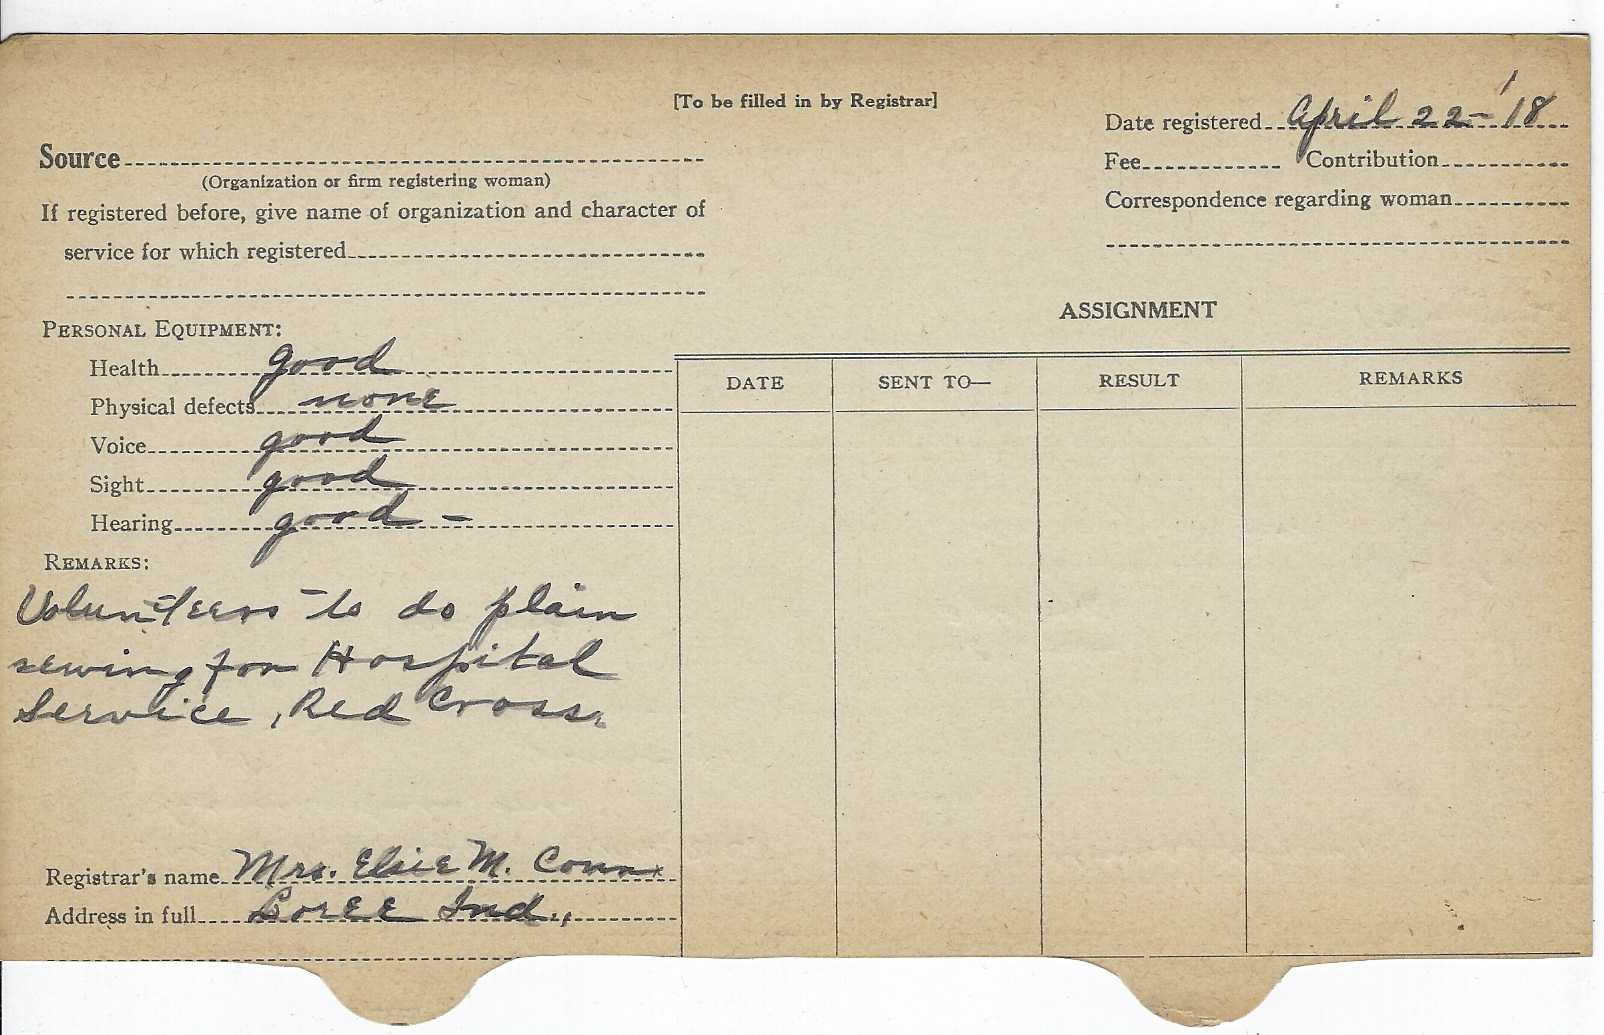 [To be filled in by Registrar]
Date registered April 22-'18
Source
(Organization or firm registering woman)
Fee Contribution
If registered before, give name of organization and character of
service for which registered
Correspondence regarding woman
ASSIGNMENT
PERSONAL EQUIPMENT:
Health good
Physical defects none
Voice good
Sight good
Hearing good -
DATE SENT TO— RESULT REMARKS
REMARKS:
Volunteers to do plain
sewing for Hospital
Service, Red Cross.
Registrar's name Mrs. Elsie M. Conn
Address in full Loree Ind.,